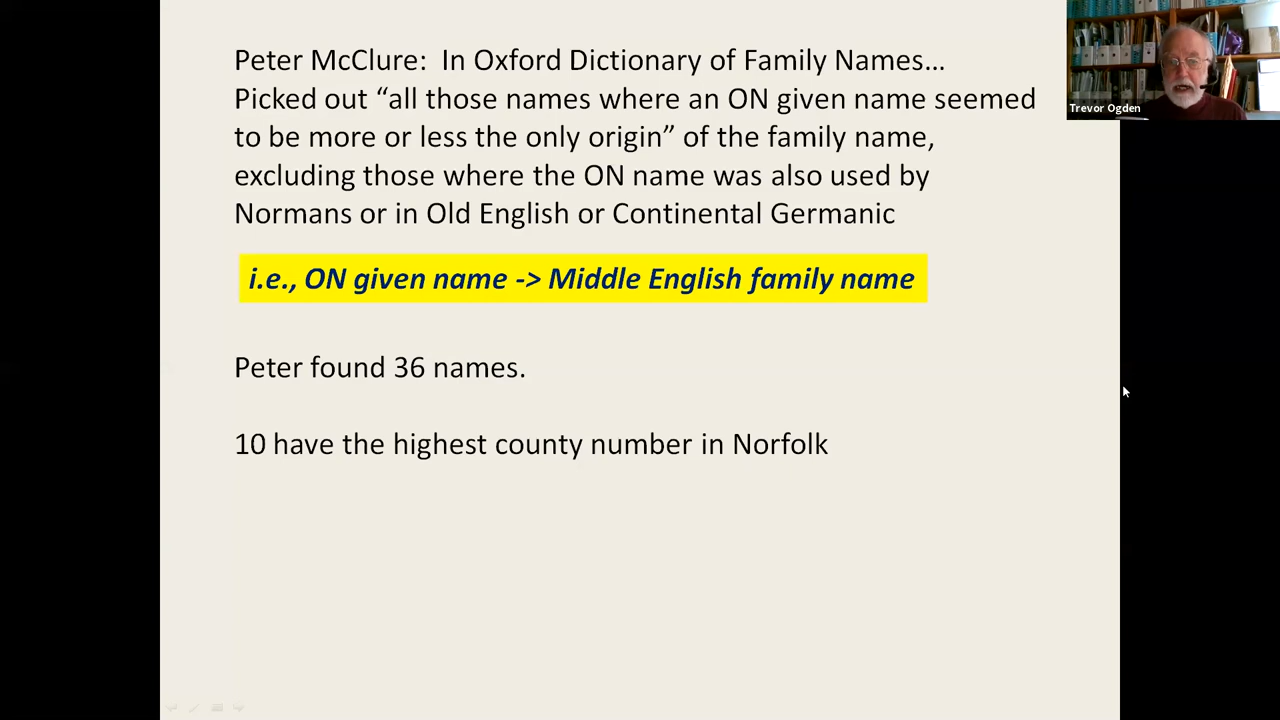 Peter McClure:  In Oxford Dictionary of Family Names…
Picked out “all those names where an ON given name seemed
to be more or less the only origin” of the family name,
excluding those where the ON name was also used by
Normans or in Old English or Continental Germanic
i.e., ON given name -> Middle English family name
Peter found 36 names.
10 have the highest county number in Norfolk
Trevor Ogden